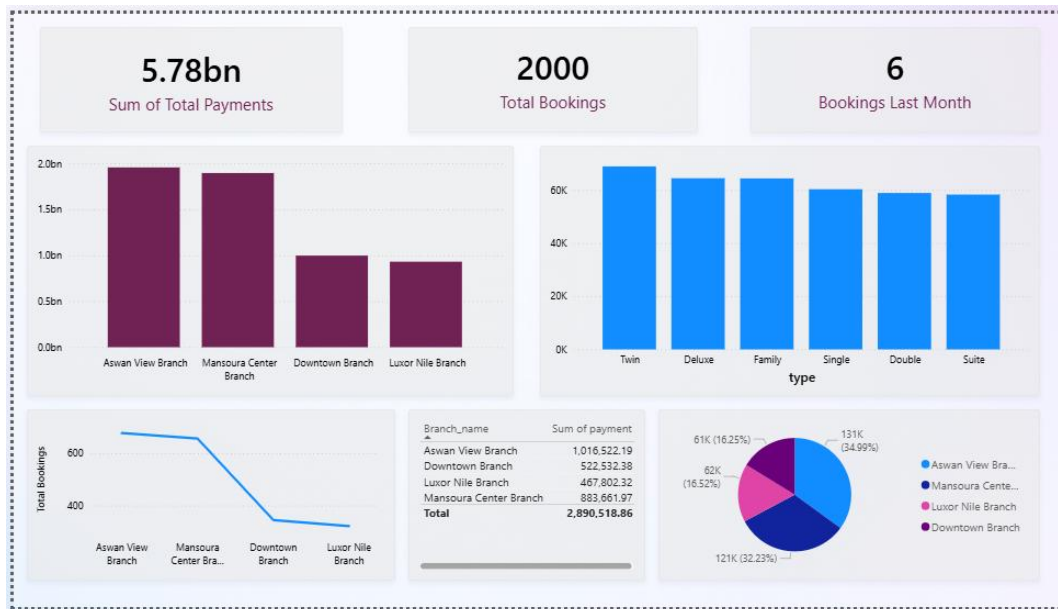 5.78bn
Sum of Total Payments
2000
Total Bookings
6
Bookings Last Month
2.0bn
1.5bn
1.0bn
0.5bn
0.0bn
Aswan View Branch
Mansoura Center
Branch
Downtown Branch
Luxor Nile Branch
60K
40K
20K
0K
Twin
Deluxe
Family
Single
Double
Suite
type
Total Bookings
600
400
Aswan View
Branch
Mansoura
Center Bra...
Downtown
Branch
Luxor Nile
Branch
Branch_name Sum of payment
Aswan View Branch 1,016,522.19
Downtown Branch 522,532.38
Luxor Nile Branch 467,802.32
Mansoura Center Branch 883,661.97
Total 2,890,518.86
61K (16.25%)
131K
(34.99%)
62K
(16.52%)
121K (32.23%)
Aswan View Bra...
Mansoura Cente...
Luxor Nile Branch
Downtown Branch